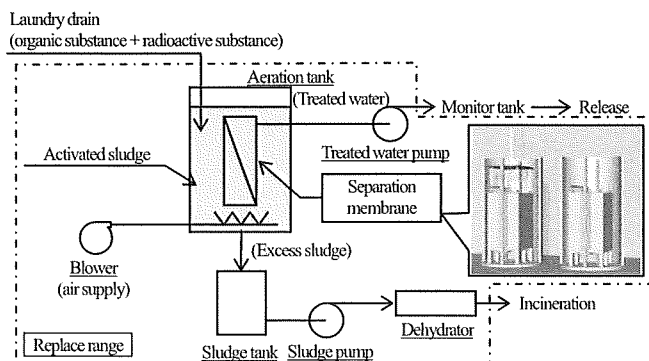 Laundry drain
(organic substance + radioactive substance)
Aeration tank
(Treated water)
Monitor tank
Release
Treated water pump
Activated sludge
Separation
membrane
(Excess sludge)
Blower
(air supply)
Incineration
Dehydrator
Replace range
Sludge tank
Sludge pump